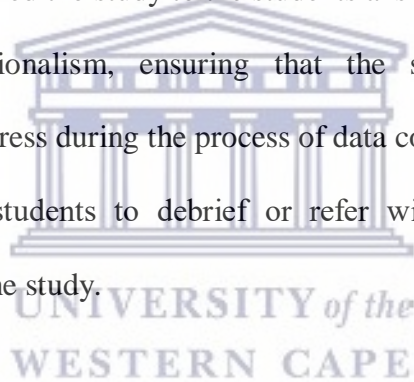 ionalism, ensuring that the s
ress during the process of data co
students to debrief or refer wi
ne study.
UNIVERSITY of the
WESTERN CAPE